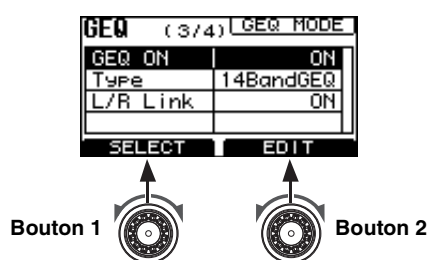 GEQ (3/4) GEQ MODE
GEQ ON ON
Type 14BandGEQ
L/R Link ON
SELECT EDIT
Bouton 1 Bouton 2